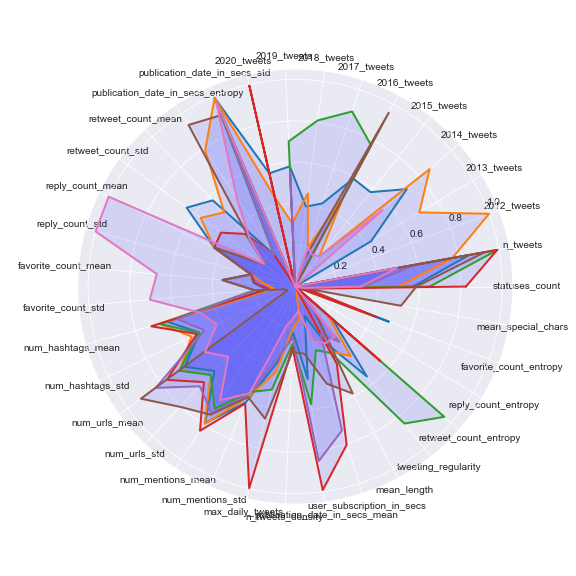 2019_tweets
2018_tweets
2020_tweets
2017_tweets
publication_date_in_secs_std
2016_tweets
publication_date_in_secs_entropy
2015_tweets
retweet_count_mean
2014_tweets
retweet_count_std
2013_tweets
reply_count_mean
1.0
2012_tweets
0.8
reply_count_std
0.6
n_tweets
0.4
favorite_count_mean
0.2
statuses_count
favorite_count_std
mean_special_chars
num_hashtags_mean
favorite_count_entropy
num_hashtags_std
reply_count_entropy
num_urls_mean
retweet_count_entropy
num_urls_std
tweeting_regularity
num_mentions_mean
mean_length
num_mentions_std
user_subscription_in_secs
max_daily_tweets
publication_date_in_secs_mean
n_tweets_density